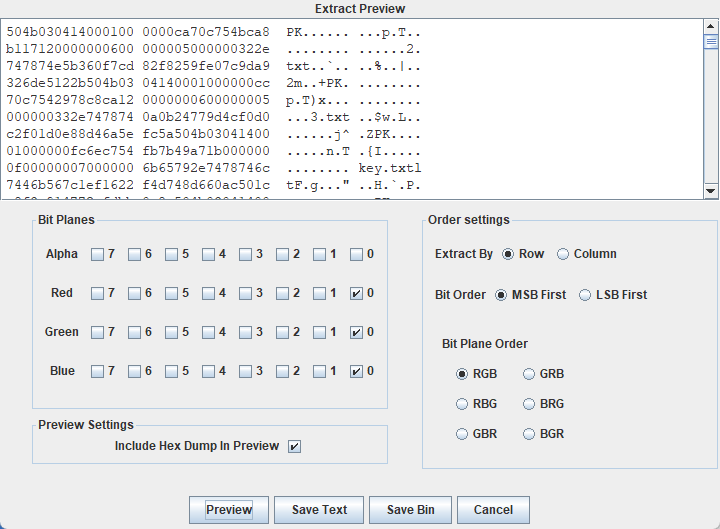 Extract Preview
504b030414000100 0000ca70c754bca8 PK...... ...p.T..
b117120000000600 000005000000322e ........ ......2.
747874e5b360f7cd 82f8259fe07c9da9 txt..`.. ..%..|..
326de5122b504b03 04140001000000cc 2m..+PK. ........
70c7542978c8ca12 0000000600000005 p.T)x... ........
000000332e747874 0a0b24779d4cf0d0 ...3.txt ..$w.L..
c2f01d0e88d46a5e fc5a504b03041400 ......j^ .ZPK....
01000000fc6ec754 fb7b49a71b000000 .....n.T .{I.....
0f00000007000000 6b65792e7478746c ........ key.txtl
7446b567c1ef1622 f4d748d660ac501c tF.g..." ..H.`.P.
Bit Planes
Alpha 7 6 5 4 3 2 1 0
Red 7 6 5 4 3 2 1 0
Green 7 6 5 4 3 2 1 0
Blue 7 6 5 4 3 2 1 0
Preview Settings
Include Hex Dump In Preview
Order settings
Extract By Row Column
Bit Order MSB First LSB First
Bit Plane Order
RGB GRB
RBG BRG
GBR BGR
Preview Save Text Save Bin Cancel